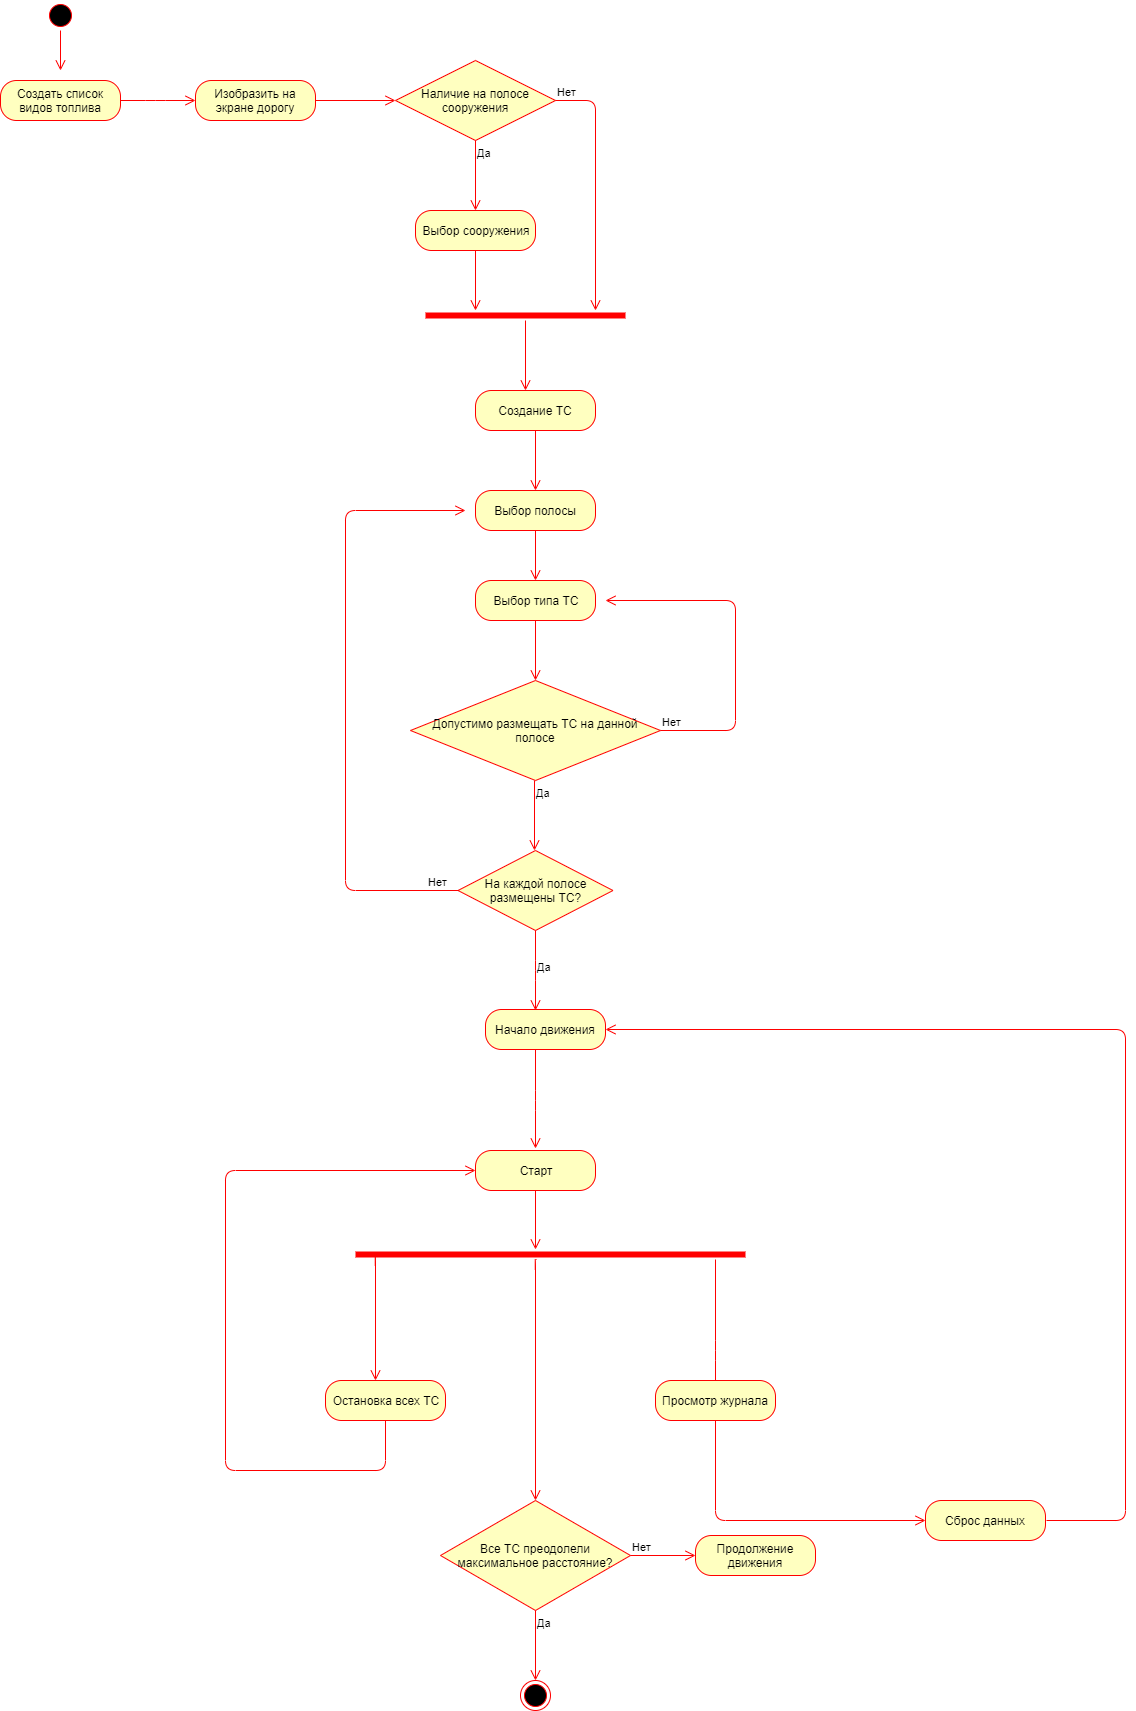 Создать список
видов топлива
Изобразить на
экране дорогу
Наличие на полосе
сооружения
Нет
Да
Выбор сооружения
Создание ТС
Выбор полосы
Выбор типа ТС
Допустимо размещать ТС на данной
полосе
Нет
Да
На каждой полосе
размещены ТС?
Нет
Да
Начало движения
Старт
Остановка всех ТС
Просмотр журнала
Сброс данных
Все ТС преодолели
максимальное расстояние?
Нет
Продолжение
движения
Да